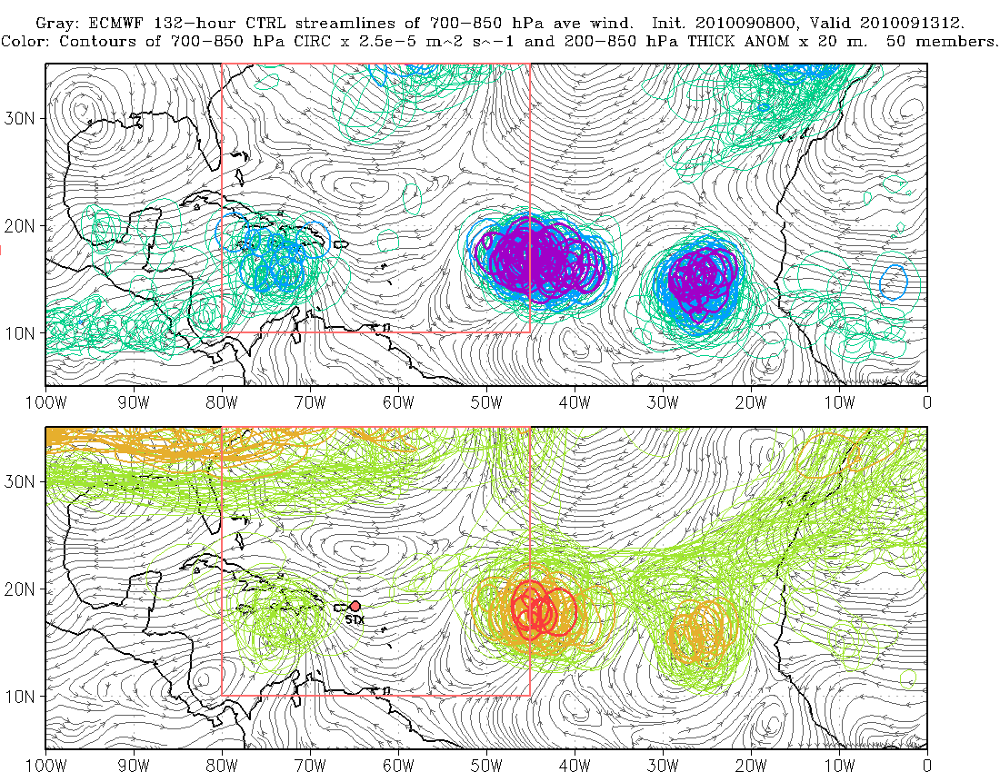 Gray: ECMWF 132-hour CTRL streamlines of 700-850 hPa ave wind.  Init. 2010090800, Valid 2010091312.
Color: Contours of 700-850 hPa CIRC x 2.5e-5 m^2 s^-1 and 200-850 hPa THICK ANOM x 20 m.  50 members.
30N
20N
10N
100W 90W 80W 70W 60W 50W 40W 30W 20W 10W 0
30N
20N
STX
10N
100W 90W 80W 70W 60W 50W 40W 30W 20W 10W 0